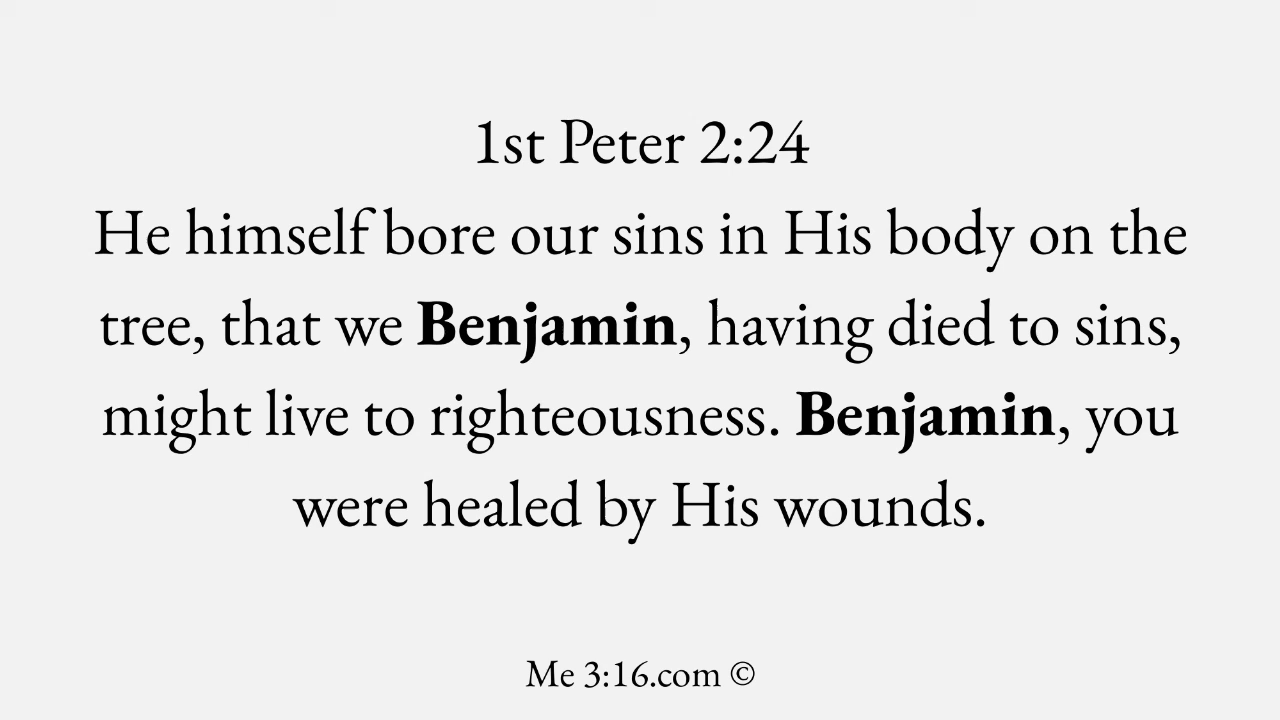 1st Peter 2:24
He himself bore our sins in His body on the
tree, that we Benjamin, having died to sins,
might live to righteousness. Benjamin, you
were healed by His wounds.
Me 3:16.com ©